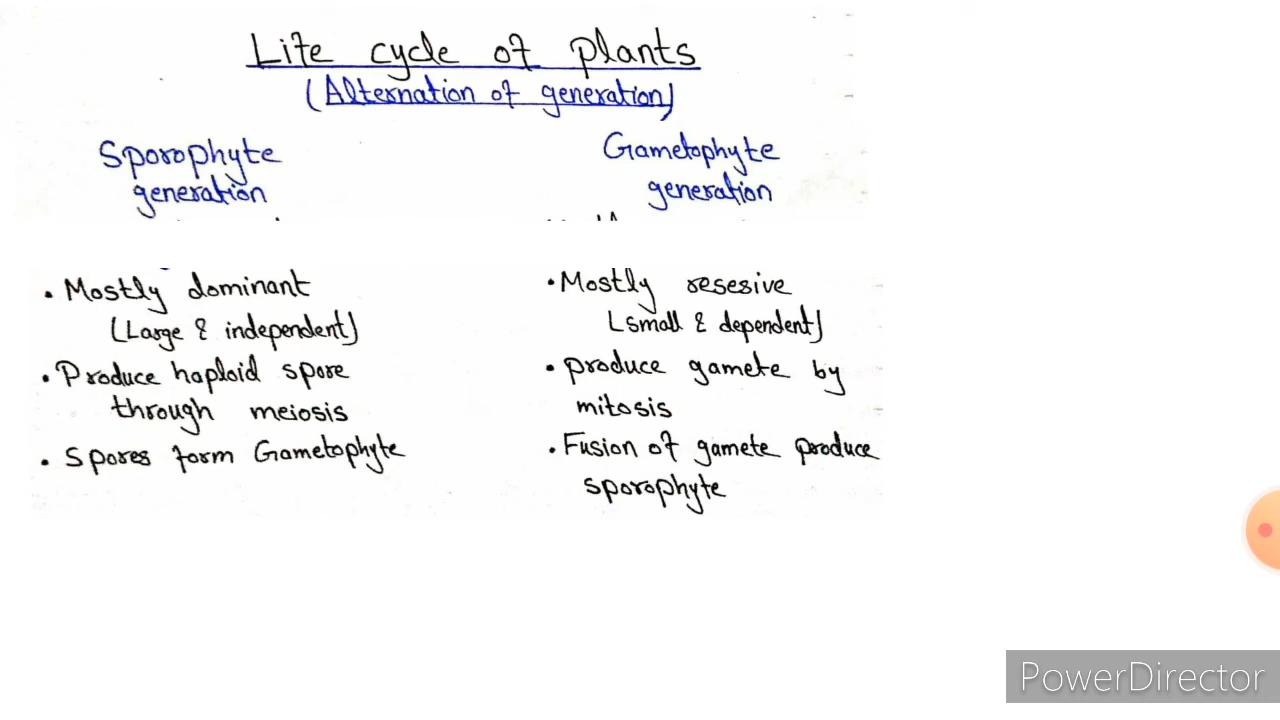 Life cycle of plants
(Alternation of generation)
Sporophyte
generation
Gametophyte
generation
• Mostly dominant
(Large & independent)
• Produce haploid spore
through meiosis
• Spores form Gametophyte
• Mostly resesive
(small & dependent)
• produce gamete by
mitosis
• Fusion of gamete produce
sporophyte
PowerDirector